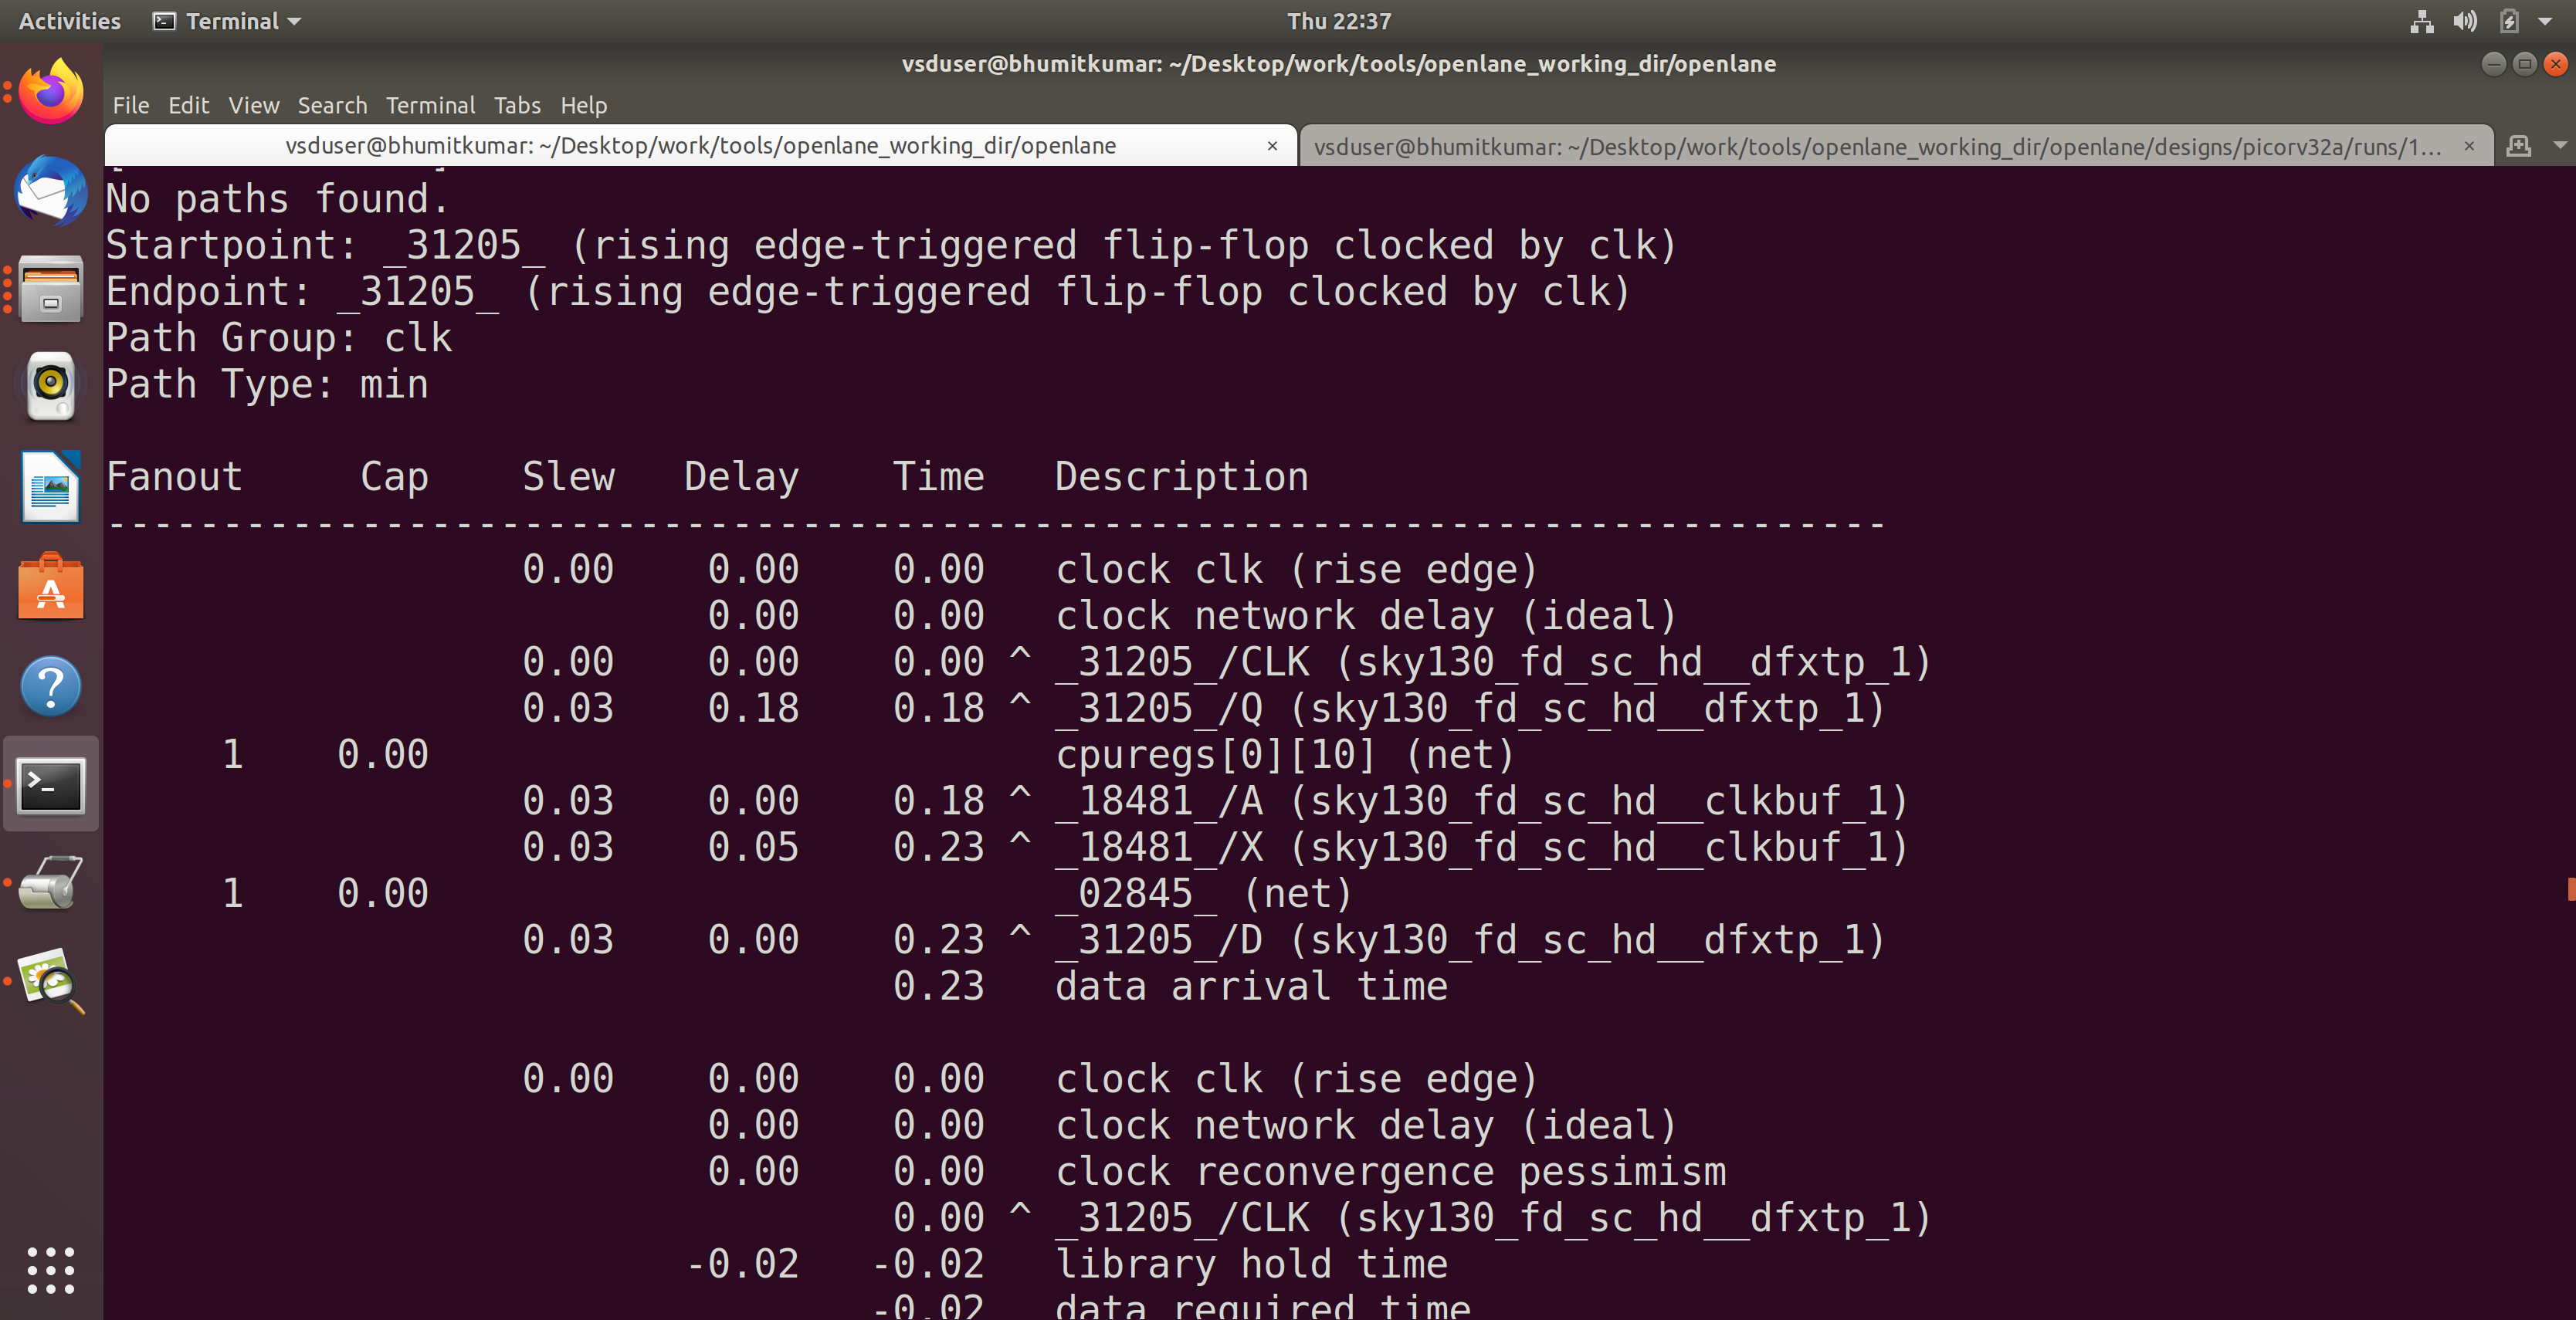 Activities Terminal Thu 22:37
vsduser@bhumitkumar: ~/Desktop/work/tools/openlane_working_dir/openlane
File Edit View Search Terminal Tabs Help
vsduser@bhumitkumar: ~/Desktop/work/tools/openlane_working_dir/openlane × vsduser@bhumitkumar: ~/Desktop/work/tools/openlane_working_dir/openlane/designs/picorv32a/runs/1... ×
No paths found.
Startpoint: _31205_ (rising edge-triggered flip-flop clocked by clk)
Endpoint: _31205_ (rising edge-triggered flip-flop clocked by clk)
Path Group: clk
Path Type: min
Fanout Cap Slew Delay Time Description
-----------------------------------------------------------------------------
0.00 0.00 0.00 clock clk (rise edge)
0.00 0.00 clock network delay (ideal)
0.00 0.00 0.00 ^ _31205_/CLK (sky130_fd_sc_hd__dfxtp_1)
0.03 0.18 0.18 ^ _31205_/Q (sky130_fd_sc_hd__dfxtp_1)
1 0.00 cpuregs[0][10] (net)
0.03 0.00 0.18 ^ _18481_/A (sky130_fd_sc_hd__clkbuf_1)
0.03 0.05 0.23 ^ _18481_/X (sky130_fd_sc_hd__clkbuf_1)
1 0.00 _02845_ (net)
0.03 0.00 0.23 ^ _31205_/D (sky130_fd_sc_hd__dfxtp_1)
0.23 data arrival time
0.00 0.00 0.00 clock clk (rise edge)
0.00 0.00 clock network delay (ideal)
0.00 0.00 clock reconvergence pessimism
0.00 ^ _31205_/CLK (sky130_fd_sc_hd__dfxtp_1)
-0.02 -0.02 library hold time
-0.02 data required time